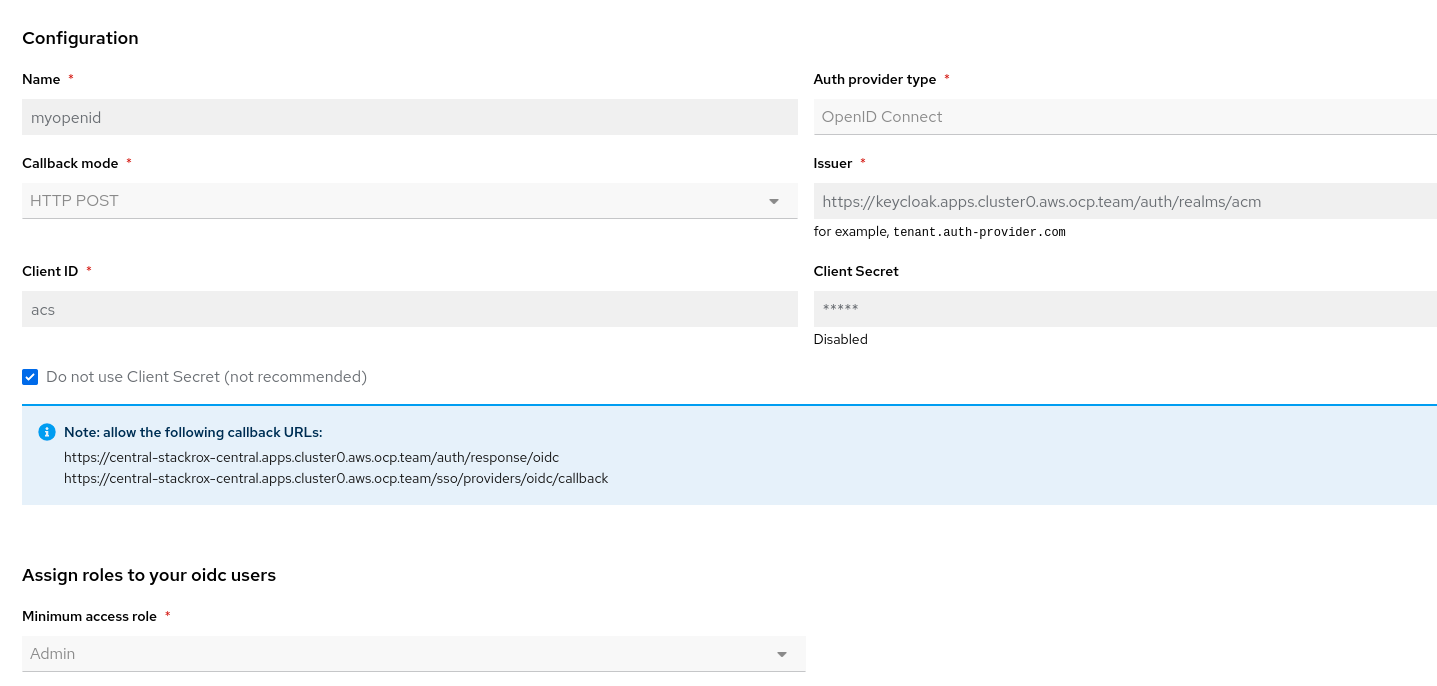 Configuration
Name *
Auth provider type *
myopenid
OpenID Connect
Callback mode *
Issuer *
HTTP POST
https://keycloak.apps.cluster0.aws.ocp.team/auth/realms/acm
for example, tenant.auth-provider.com
Client ID *
Client Secret
acs
*****
Disabled
Do not use Client Secret (not recommended)
Note: allow the following callback URLs:
https://central-stackrox-central.apps.cluster0.aws.ocp.team/auth/response/oidc
https://central-stackrox-central.apps.cluster0.aws.ocp.team/sso/providers/oidc/callback
Assign roles to your oidc users
Minimum access role *
Admin